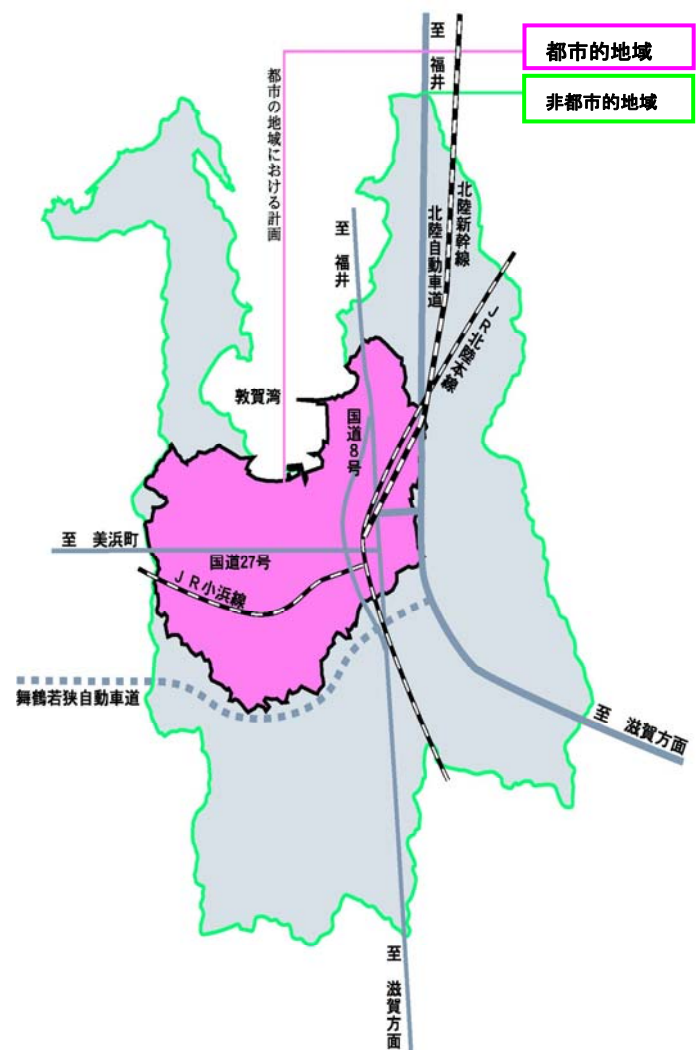 都市的地域
非都市的地域
至 福井
都市の地域における計画
北陸新幹線
北陸自動車道
至 福井
JR北陸本線
敦賀湾
国道8号
至 美浜町
国道27号
JR小浜線
舞鶴若狭自動車道
至 滋賀方面
至 滋賀方面